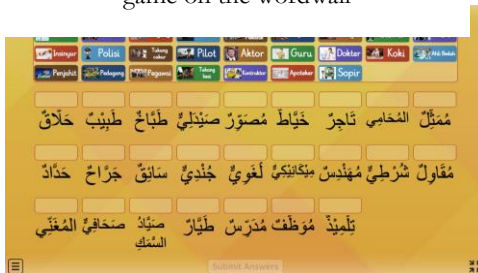 game on the wordwall
Insinyur Polisi Tukang cukur Pilot Aktor Guru Dokter Koki Ahli Bedah
Penjahit Pedagang Pegawai Tukang besi Kontraktor Apoteker Sopir
مُمَثِّلٌ المُحَامِي تَاجِرٌ خَيَّاطٌ مُصَوِّرٌ صَيْدَلِيٌّ طَبَّاخٌ طَبِيْبٌ حَلَّاقٌ
مُقَاوِلٌ شُرْطِيٌّ مُهَنْدِسٌ مِيْكَانِيْكِيٌّ لُغَوِيٌّ جُنْدِيٌّ سَائِقٌ جَرَّاحٌ حَدَّادٌ
تِلْمِيْذٌ مُوَظَّفٌ مُدَرِّسٌ طَيَّارٌ صَيَّادُ السَّمَكِ صَحَافِيٌّ المُغَنِّي
Submit Answers